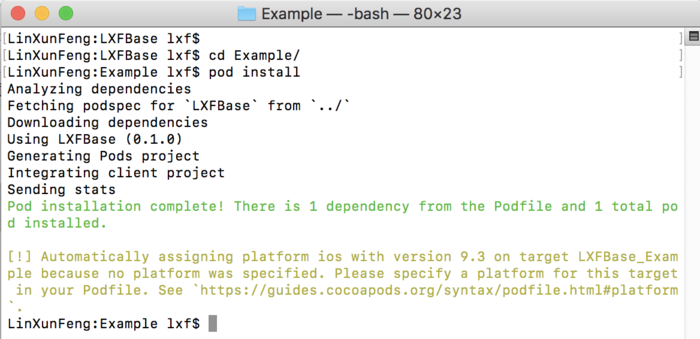 Example — -bash — 80×23
[LinXunFeng:LXFBase lxf$ ]
[LinXunFeng:LXFBase lxf$ cd Example/ ]
[LinXunFeng:Example lxf$ pod install ]
Analyzing dependencies
Fetching podspec for `LXFBase` from `../`
Downloading dependencies
Using LXFBase (0.1.0)
Generating Pods project
Integrating client project
Sending stats
Pod installation complete! There is 1 dependency from the Podfile and 1 total po
d installed.
[!] Automatically assigning platform ios with version 9.3 on target LXFBase_Exam
ple because no platform was specified. Please specify a platform for this target
 in your Podfile. See `https://guides.cocoapods.org/syntax/podfile.html#platform
`.
LinXunFeng:Example lxf$